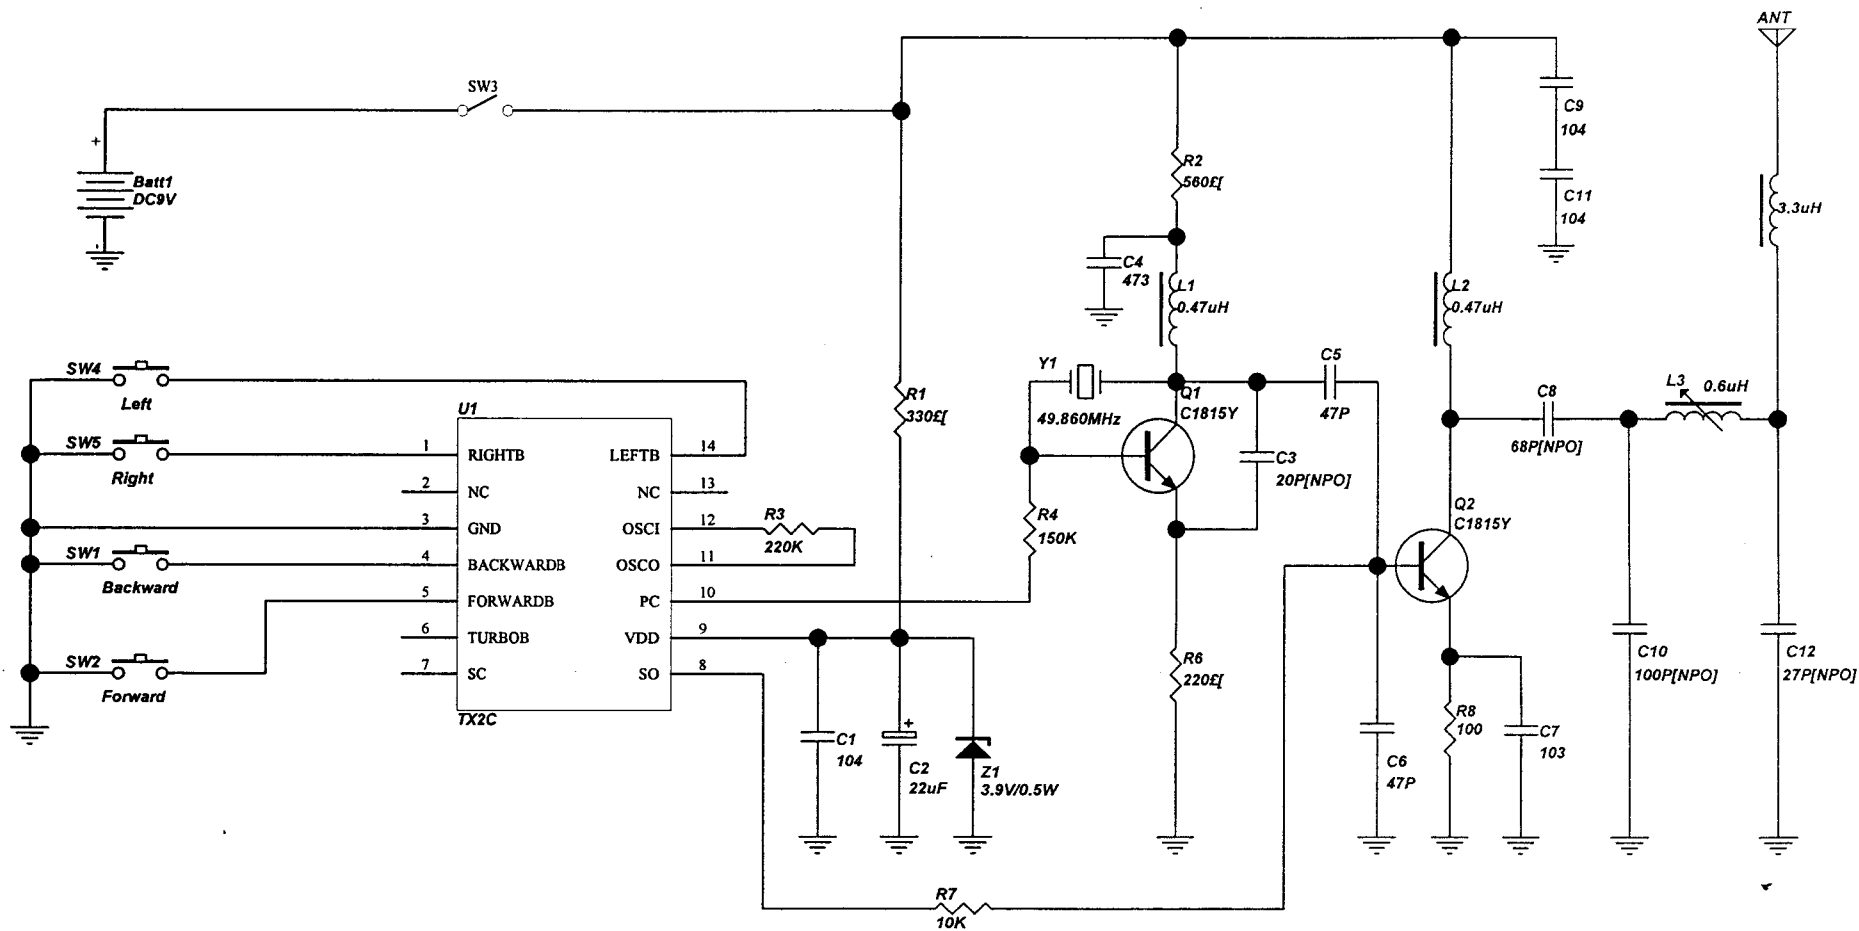 ANT
SW3
C9
104
+
R2
560£[
Batt1
DC9V
C11
104
3.3uH
C4
473
L1
0.47uH
L2
0.47uH
SW4
Left
Y1
49.860MHz
Q1
C1815Y
C5
47P
R1
330£[
L3
0.6uH
C8
68P[NPO]
U1
SW5
Right
1
RIGHTB
LEFTB
14
2
NC
NC
13
C3
20P[NPO]
3
GND
OSCI
12
R3
220K
R4
150K
Q2
C1815Y
SW1
Backward
4
BACKWARDB
OSCO
11
5
FORWARDB
PC
10
6
TURBOB
VDD
9
SW2
Forward
7
SC
SO
8
TX2C
R6
220£[
C10
100P[NPO]
C12
27P[NPO]
C1
104
+
C2
22uF
Z1
3.9V/0.5W
R8
100
C7
103
C6
47P
R7
10K